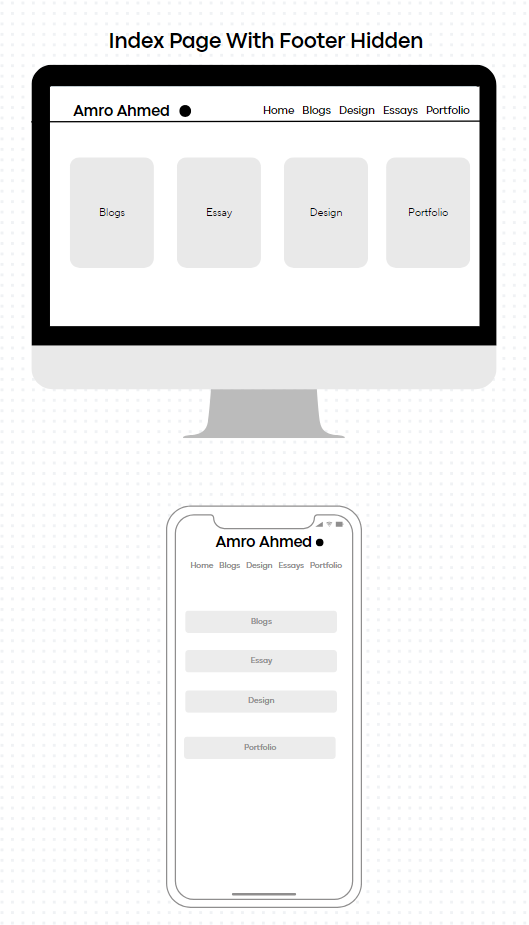 Index Page With Footer Hidden
Amro Ahmed Home Blogs Design Essays Portfolio
Blogs Essay Design Portfolio
Amro Ahmed
Home Blogs Design Essays Portfolio
Blogs
Essay
Design
Portfolio